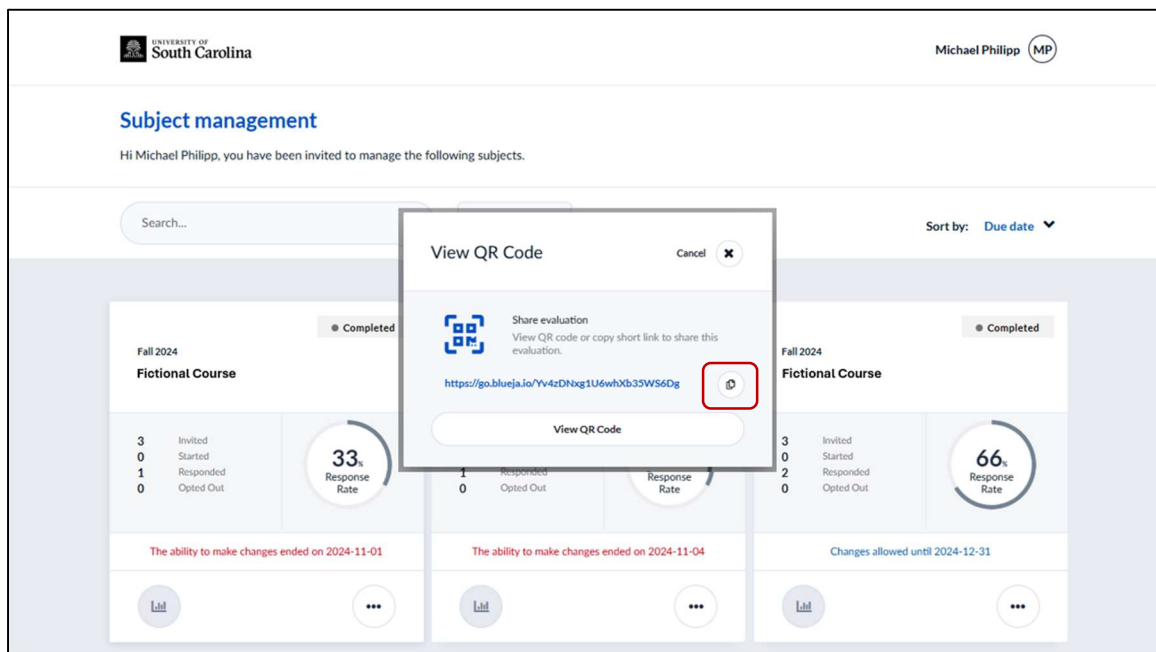 UNIVERSITY OF
South Carolina
Michael Philipp MP
Subject management
Hi Michael Philipp, you have been invited to manage the following subjects.
Search...
Sort by: Due date
View QR Code
Cancel
Share evaluation
View QR code or copy short link to share this
evaluation.
https://go.blueja.io/Yv4zDNxg1U6whXb35WS6Dg
View QR Code
Completed
Fall 2024
Fictional Course
3 Invited
0 Started
1 Responded
0 Opted Out
33%
Response
Rate
The ability to make changes ended on 2024-11-01
1 Responded
0 Opted Out
Response
Rate
The ability to make changes ended on 2024-11-04
Completed
Fall 2024
Fictional Course
3 Invited
0 Started
2 Responded
0 Opted Out
66%
Response
Rate
Changes allowed until 2024-12-31